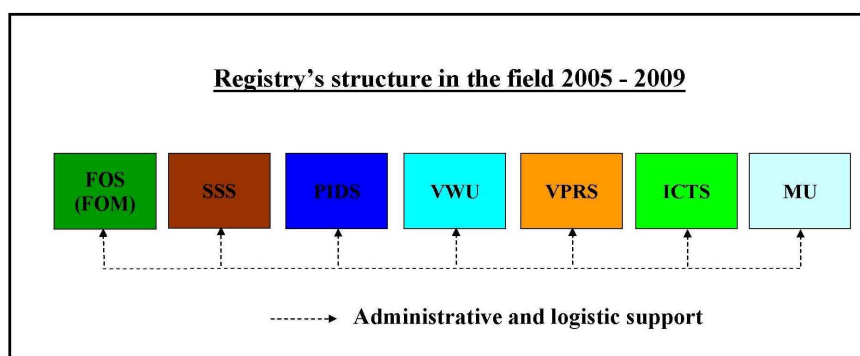 Registry’s structure in the field 2005 - 2009
FOS
(FOM)
SSS
PIDS
VWU
VPRS
ICTS
MU
Administrative and logistic support